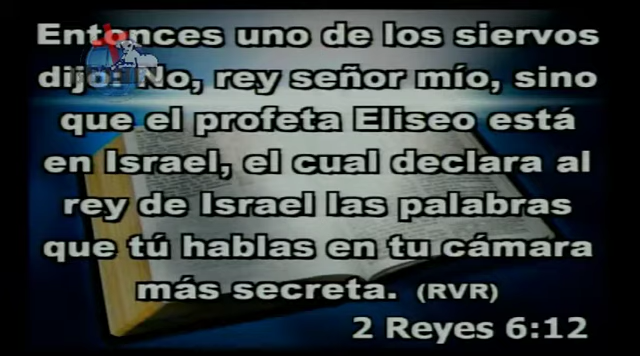 Entonces uno de los siervos
dijo: No, rey señor mío, sino
que el profeta Eliseo está
en Israel, el cual declara al
rey de Israel las palabras
que tú hablas en tu cámara
más secreta. (RVR)
2 Reyes 6:12